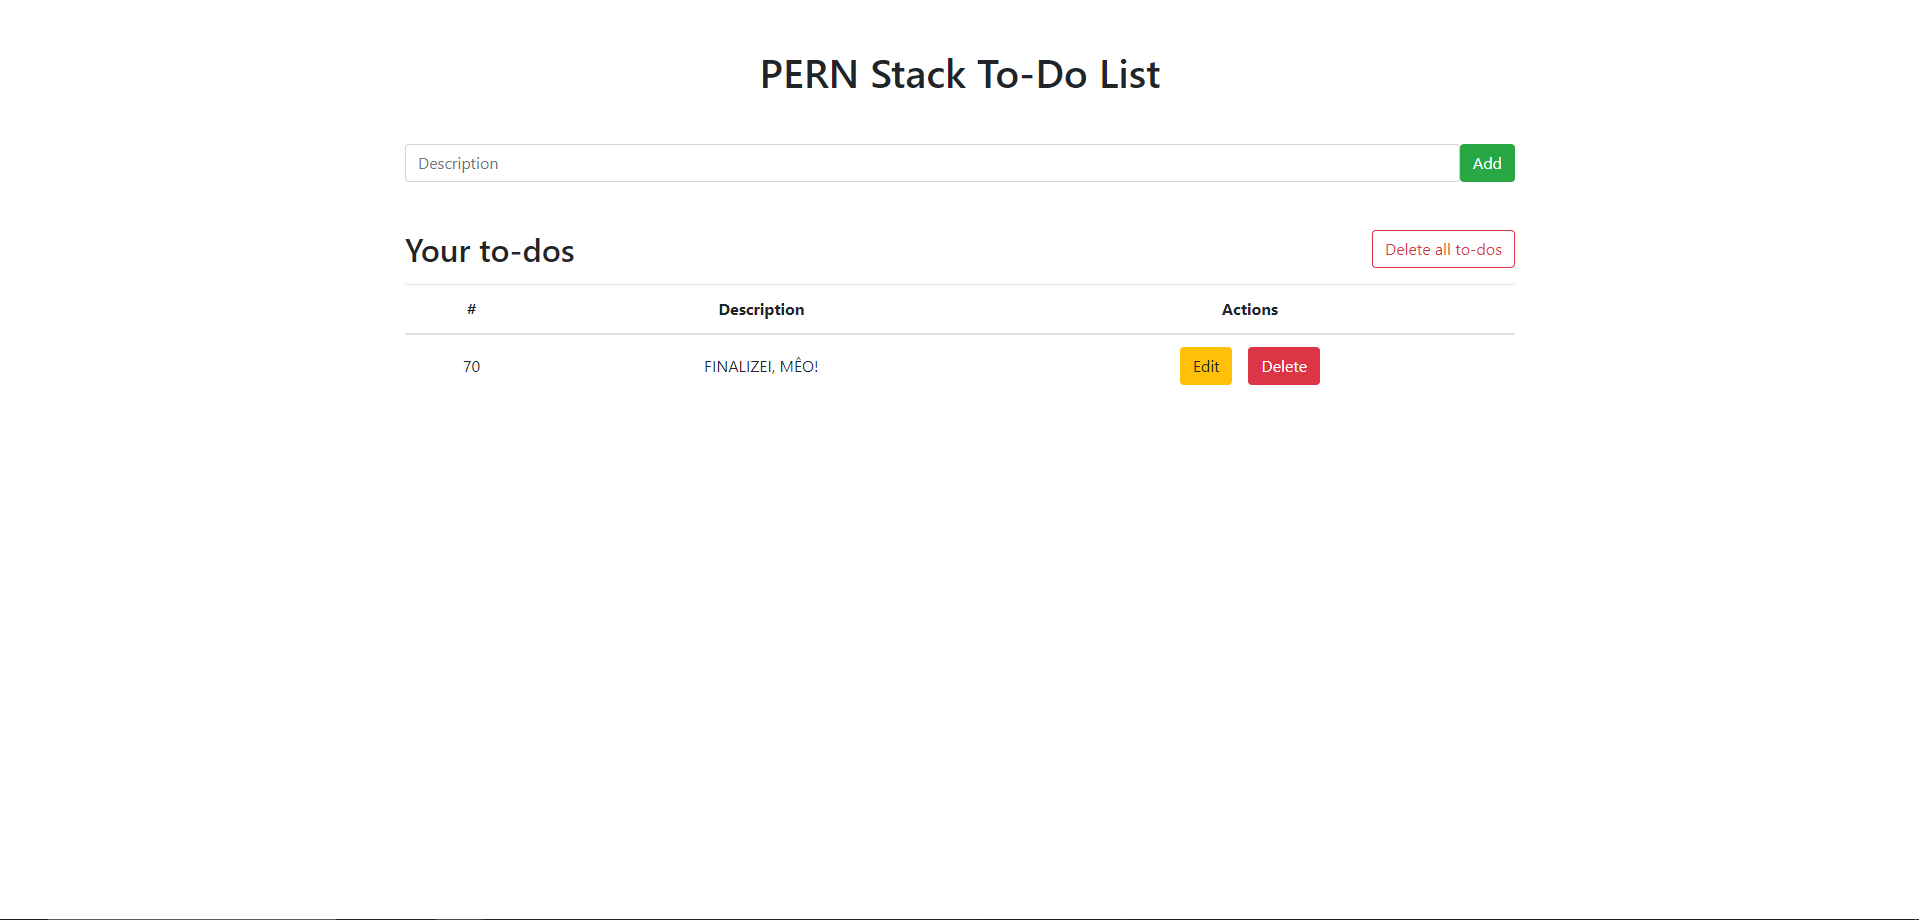 PERN Stack To-Do List
Description Add
Your to-dos Delete all to-dos
# Description Actions
70 FINALIZEI, MÊO! Edit Delete